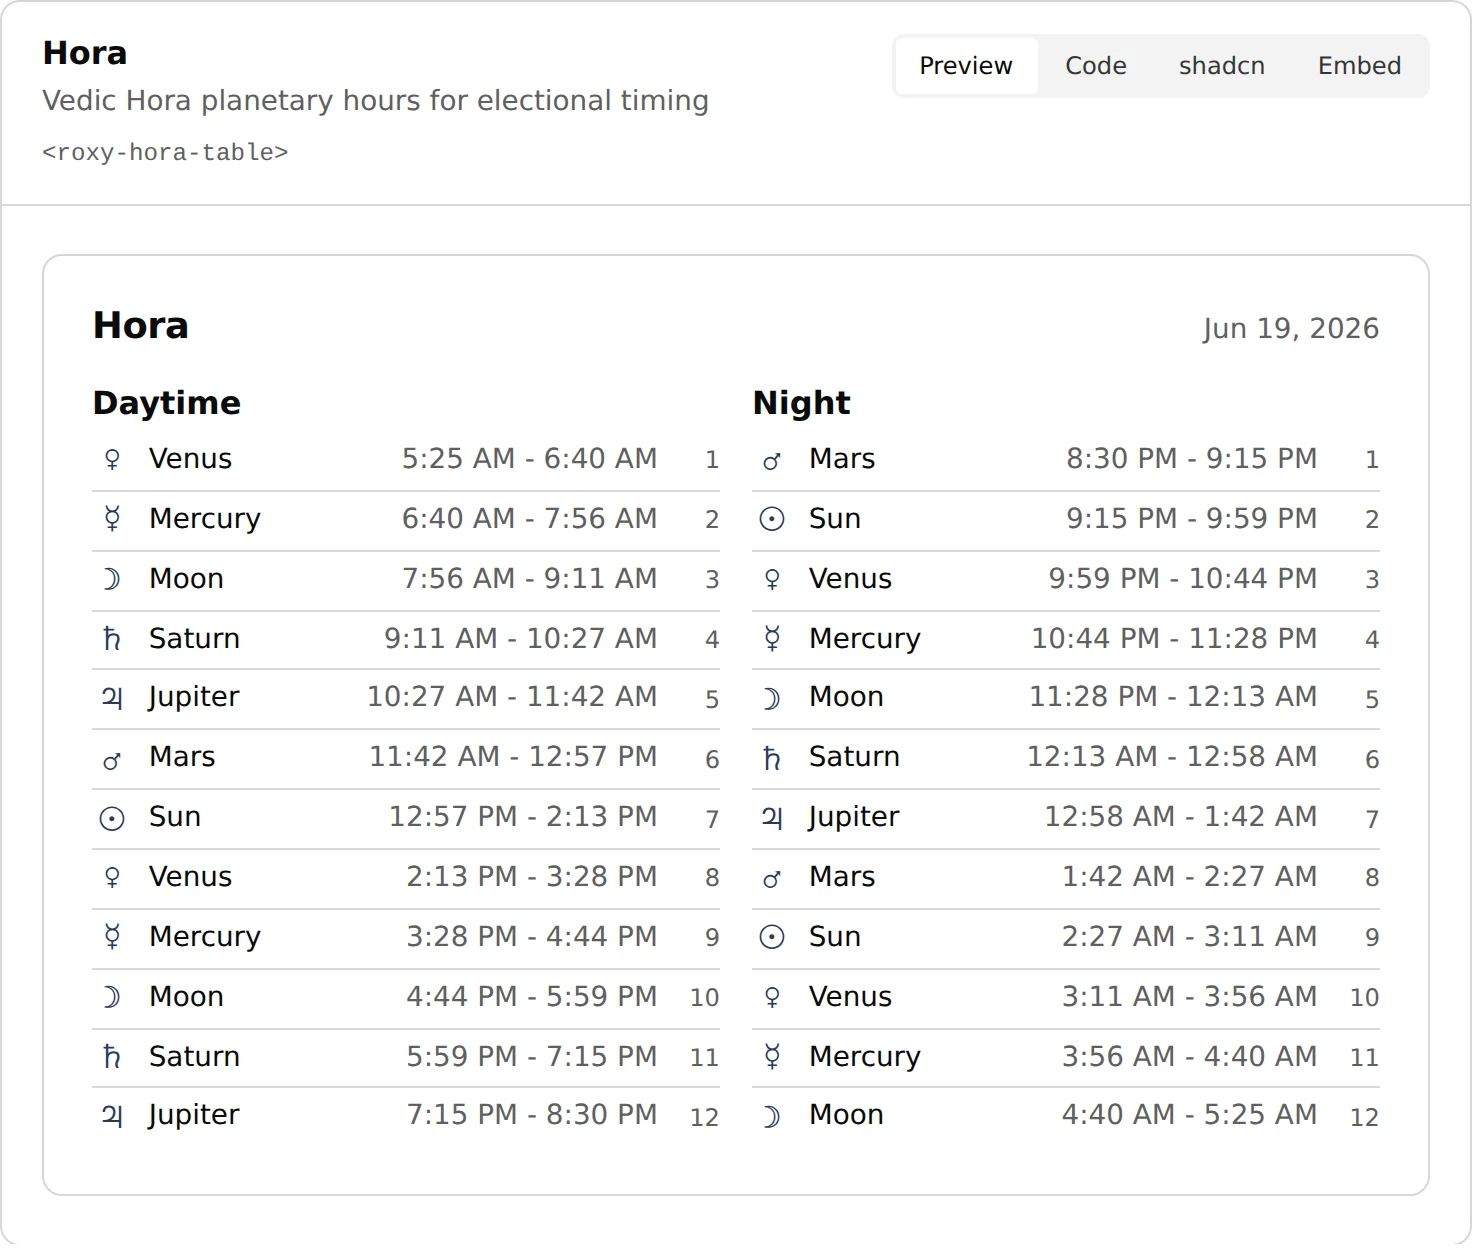 Hora
Vedic Hora planetary hours for electional timing
<roxy-hora-table>
Preview Code shadcn Embed
Hora
Jun 19, 2026
Daytime
♀ Venus 5:25 AM - 6:40 AM 1
☿ Mercury 6:40 AM - 7:56 AM 2
☽ Moon 7:56 AM - 9:11 AM 3
♄ Saturn 9:11 AM - 10:27 AM 4
♃ Jupiter 10:27 AM - 11:42 AM 5
♂ Mars 11:42 AM - 12:57 PM 6
☉ Sun 12:57 PM - 2:13 PM 7
♀ Venus 2:13 PM - 3:28 PM 8
☿ Mercury 3:28 PM - 4:44 PM 9
☽ Moon 4:44 PM - 5:59 PM 10
♄ Saturn 5:59 PM - 7:15 PM 11
♃ Jupiter 7:15 PM - 8:30 PM 12
Night
♂ Mars 8:30 PM - 9:15 PM 1
☉ Sun 9:15 PM - 9:59 PM 2
♀ Venus 9:59 PM - 10:44 PM 3
☿ Mercury 10:44 PM - 11:28 PM 4
☽ Moon 11:28 PM - 12:13 AM 5
♄ Saturn 12:13 AM - 12:58 AM 6
♃ Jupiter 12:58 AM - 1:42 AM 7
♂ Mars 1:42 AM - 2:27 AM 8
☉ Sun 2:27 AM - 3:11 AM 9
♀ Venus 3:11 AM - 3:56 AM 10
☿ Mercury 3:56 AM - 4:40 AM 11
☽ Moon 4:40 AM - 5:25 AM 12